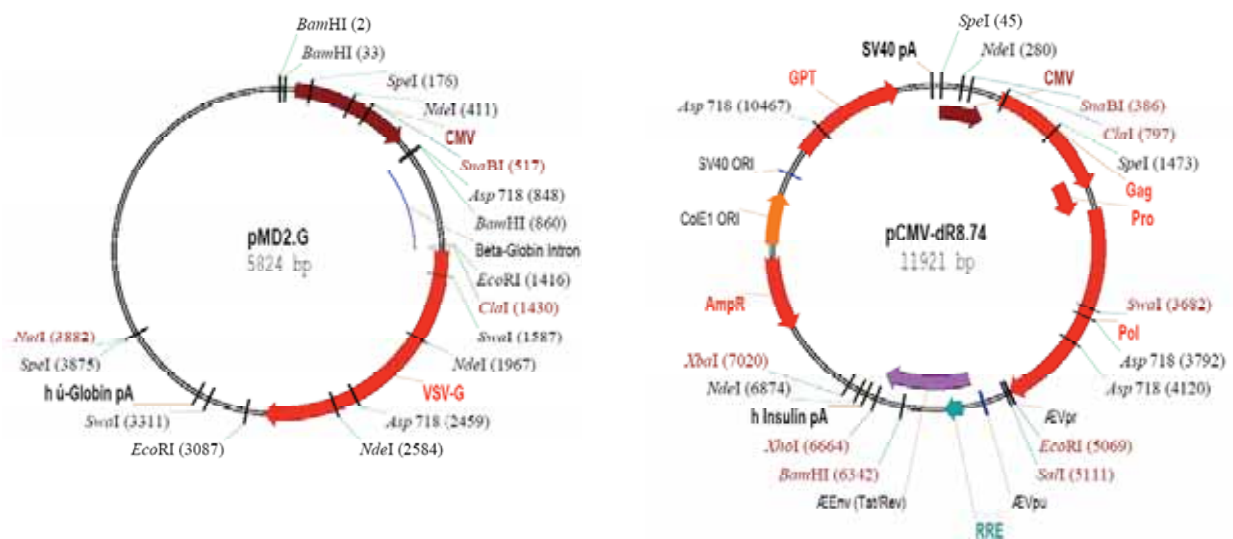 BamHI (2)
BamHI (33)
SpeI (176)
NdeI (411)
CMV
SnaBI (517)
Asp 718 (848)
BamHI (860)
Beta-Globin Intron
EcoRI (1416)
ClaI (1430)
SwaI (1587)
NdeI (1967)
VSV-G
Asp 718 (2459)
NdeI (2584)
EcoRI (3087)
SwaI (3311)
h ú-Globin pA
SpeI (3875)
NotI (3882)
pMD2.G
5824 bp
SpeI (45)
SV40 pA
NdeI (280)
GPT
CMV
SnaBI (386)
Asp 718 (10467)
ClaI (797)
SpeI (1473)
SV40 ORI
Gag
Pro
ColE1 ORI
pCMV-dR8.74
11921 bp
AmpR
SwaI (3682)
Pol
Asp 718 (3792)
Asp 718 (4120)
XbaI (7020)
NdeI (6874)
h Insulin pA
ÆVpr
XhoI (6664)
EcoRI (5069)
BamHI (6342)
SalI (5111)
ÆEnv (Tat/Rev)
ÆVpu
RRE